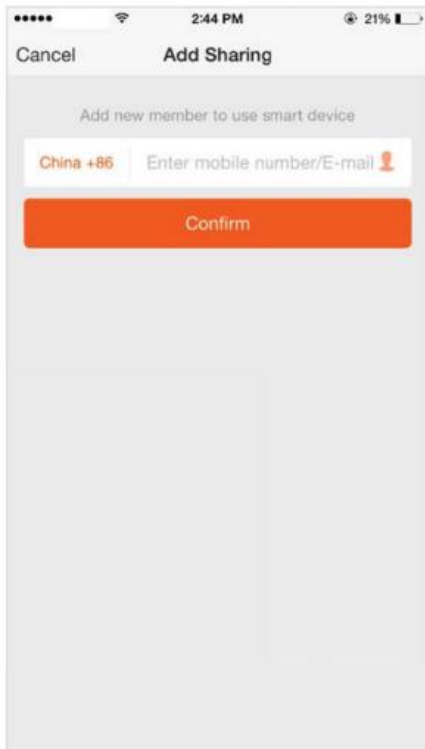 2:44 PM 21%
Cancel Add Sharing
Add new member to use smart device
China +86 Enter mobile number/E-mail
Confirm